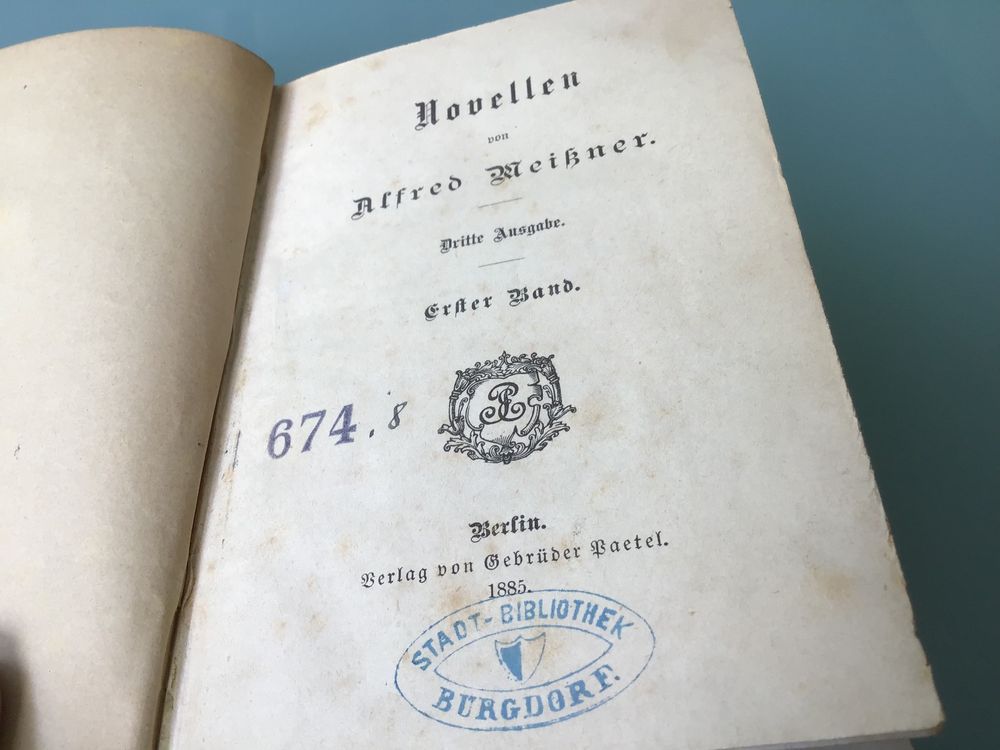 Novellen
von
Alfred Meißner.
Dritte Ausgabe.
Erster Band.
674.8
Berlin.
Verlag von Gebrüder Paetel.
1885.
STADT-BIBLIOTHEK
BURGDORF.